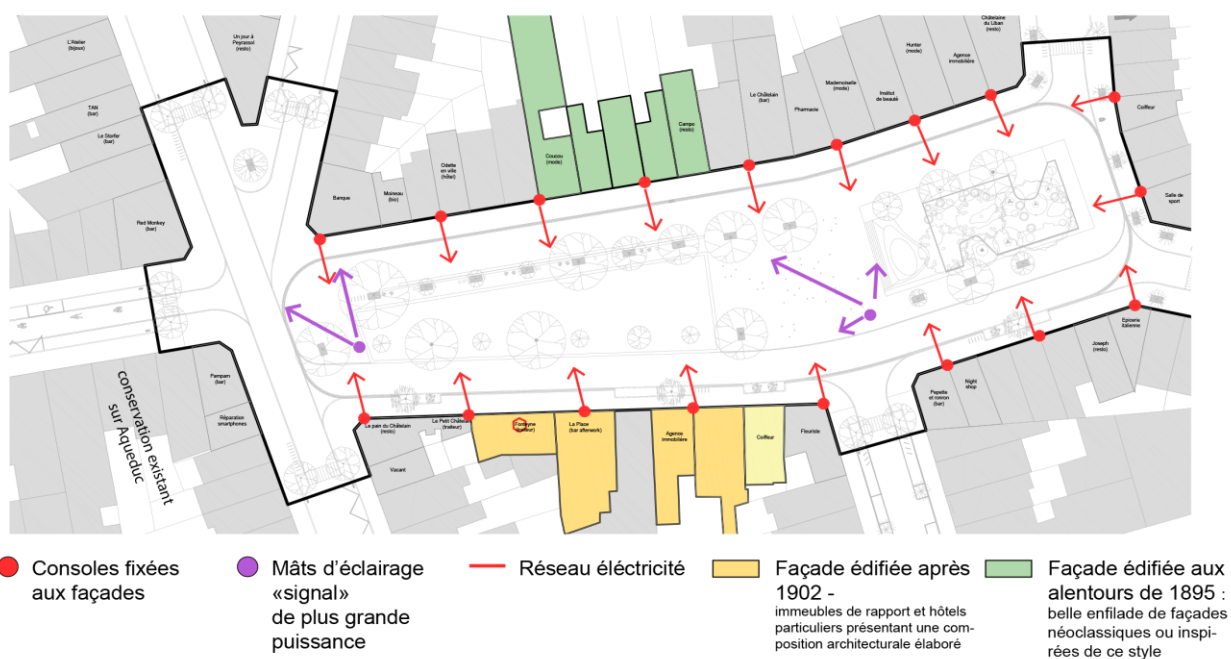 L'Atelier
(bijoux)
Un jour à
Peyrassol
(resto)
TAN
(bar)
Le Stoefer
(bar)
Red Monkey
(bar)
Banque
Moineau
(bio)
Odette
en ville
(hôtel)
Coucou
(mode)
Campo
(resto)
Le Châtelain
(bar)
Pharmacie
Mademoiselle
(mode)
Institut
de beauté
Hunter
(mode)
Agence
immobilière
Châtelaine
du Liban
(resto)
Coiffeur
Salle de
sport
Pampam
(bar)
Réparation
smartphones
conservation existant
sur Aqueduc
Le pain du Châtelain
(resto)
Vacant
La Place
(bar afterwork)
Agence
immobilière
Coiffeur
Fleuriste
Pepette
et ronron (bar)
Night
shop
Joseph
(resto)
Epicerie
italienne
Consoles fixées
aux façades
Mâts d'éclairage
«signal»
de plus grande
puissance
Réseau éléctricité
Façade édifiée après
1902 -
immeubles de rapport et hôtels
particuliers présentant une com-
position architecturale élaboré
Façade édifiée aux
alentours de 1895 :
belle enfilade de façades
néoclassiques ou inspi-
rées de ce style